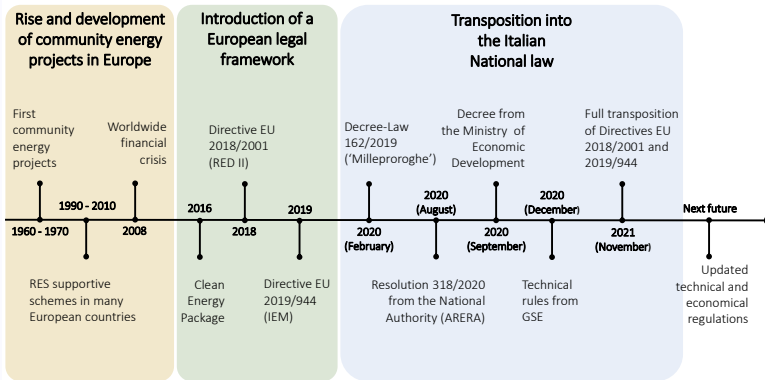 Rise and development
of community energy
projects in Europe
Introduction of a
European legal
framework
Transposition into
the Italian
National law
First
community
energy
projects
Worldwide
financial
crisis
Directive EU
2018/2001
(RED II)
Decree-Law
162/2019
('Milleproroghe')
Decree from
the Ministry of
Economic
Development
Full transposition
of Directives EU
2018/2001 and
2019/944
1990 - 2010
2016
2019
2020
(August)
2020
(December)
Next future
1960 - 1970
2008
2018
2020
(February)
2020
(September)
2021
(November)
RES supportive
schemes in many
European countries
Clean
Energy
Package
Directive EU
2019/944
(IEM)
Resolution 318/2020
from the National
Authority (ARERA)
Technical
rules from
GSE
Updated
technical and
economical
regulations